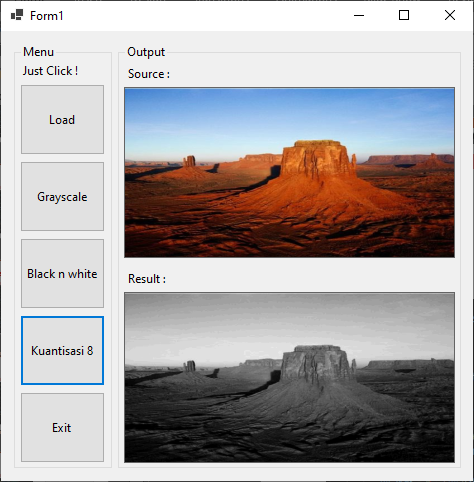 Form1
Menu
Just Click !
Load
Grayscale
Black n white
Kuantisasi 8
Exit
Output
Source :
Result :